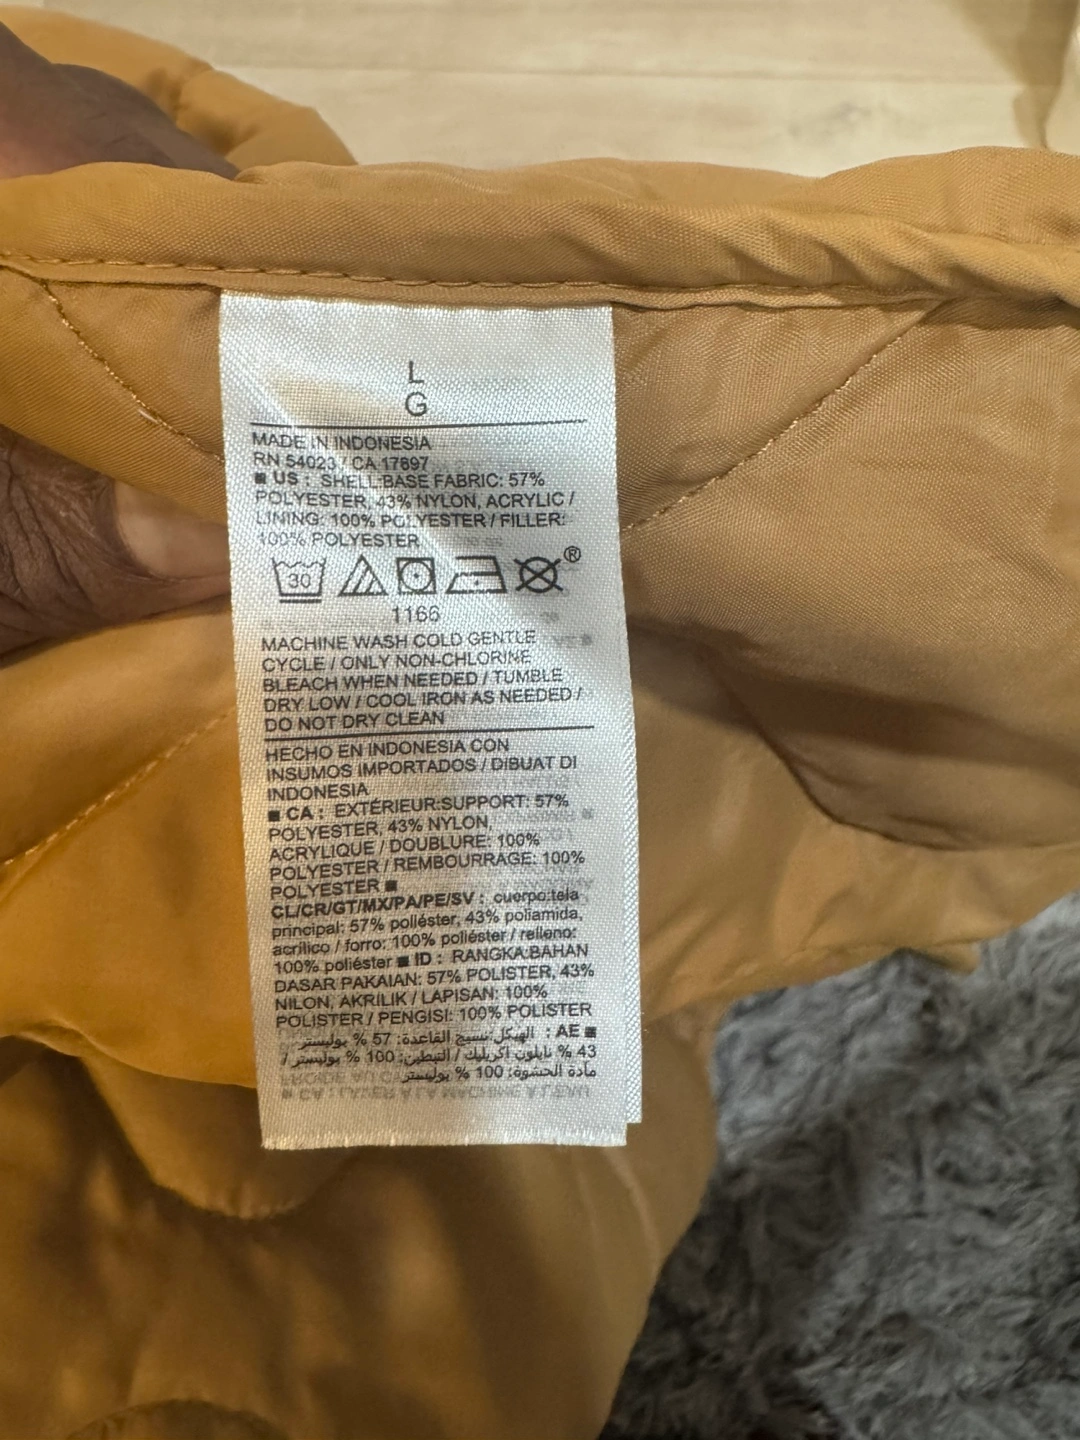 L
G
MADE IN INDONESIA
RN 54023 / CA 17897
■ US : SHELL:BASE FABRIC: 57%
POLYESTER, 43% NYLON, ACRYLIC /
LINING: 100% POLYESTER / FILLER:
100% POLYESTER
30 ®
1166
MACHINE WASH COLD GENTLE
CYCLE / ONLY NON-CHLORINE
BLEACH WHEN NEEDED / TUMBLE
DRY LOW / COOL IRON AS NEEDED /
DO NOT DRY CLEAN
HECHO EN INDONESIA CON
INSUMOS IMPORTADOS / DIBUAT DI
INDONESIA
■ CA : EXTÉRIEUR:SUPPORT: 57%
POLYESTER, 43% NYLON,
ACRYLIQUE / DOUBLURE: 100%
POLYESTER / REMBOURRAGE: 100%
POLYESTER ■
CL/CR/GT/MX/PA/PE/SV : cuerpo:tela
principal: 57% poliéster, 43% poliamida,
acrílico / forro: 100% poliéster / relleno:
100% poliéster ■ ID : RANGKA:BAHAN
DASAR PAKAIAN: 57% POLISTER, 43%
NILON, AKRILIK / LAPISAN: 100%
POLISTER / PENGISI: 100% POLISTER
■ AE : الهيكل:نسيج القاعدة: 57 % بوليستر,
43 % نايلون اكريليك / التبطين: 100 % بوليستر /
مادة الحشوة: 100 % بوليستر